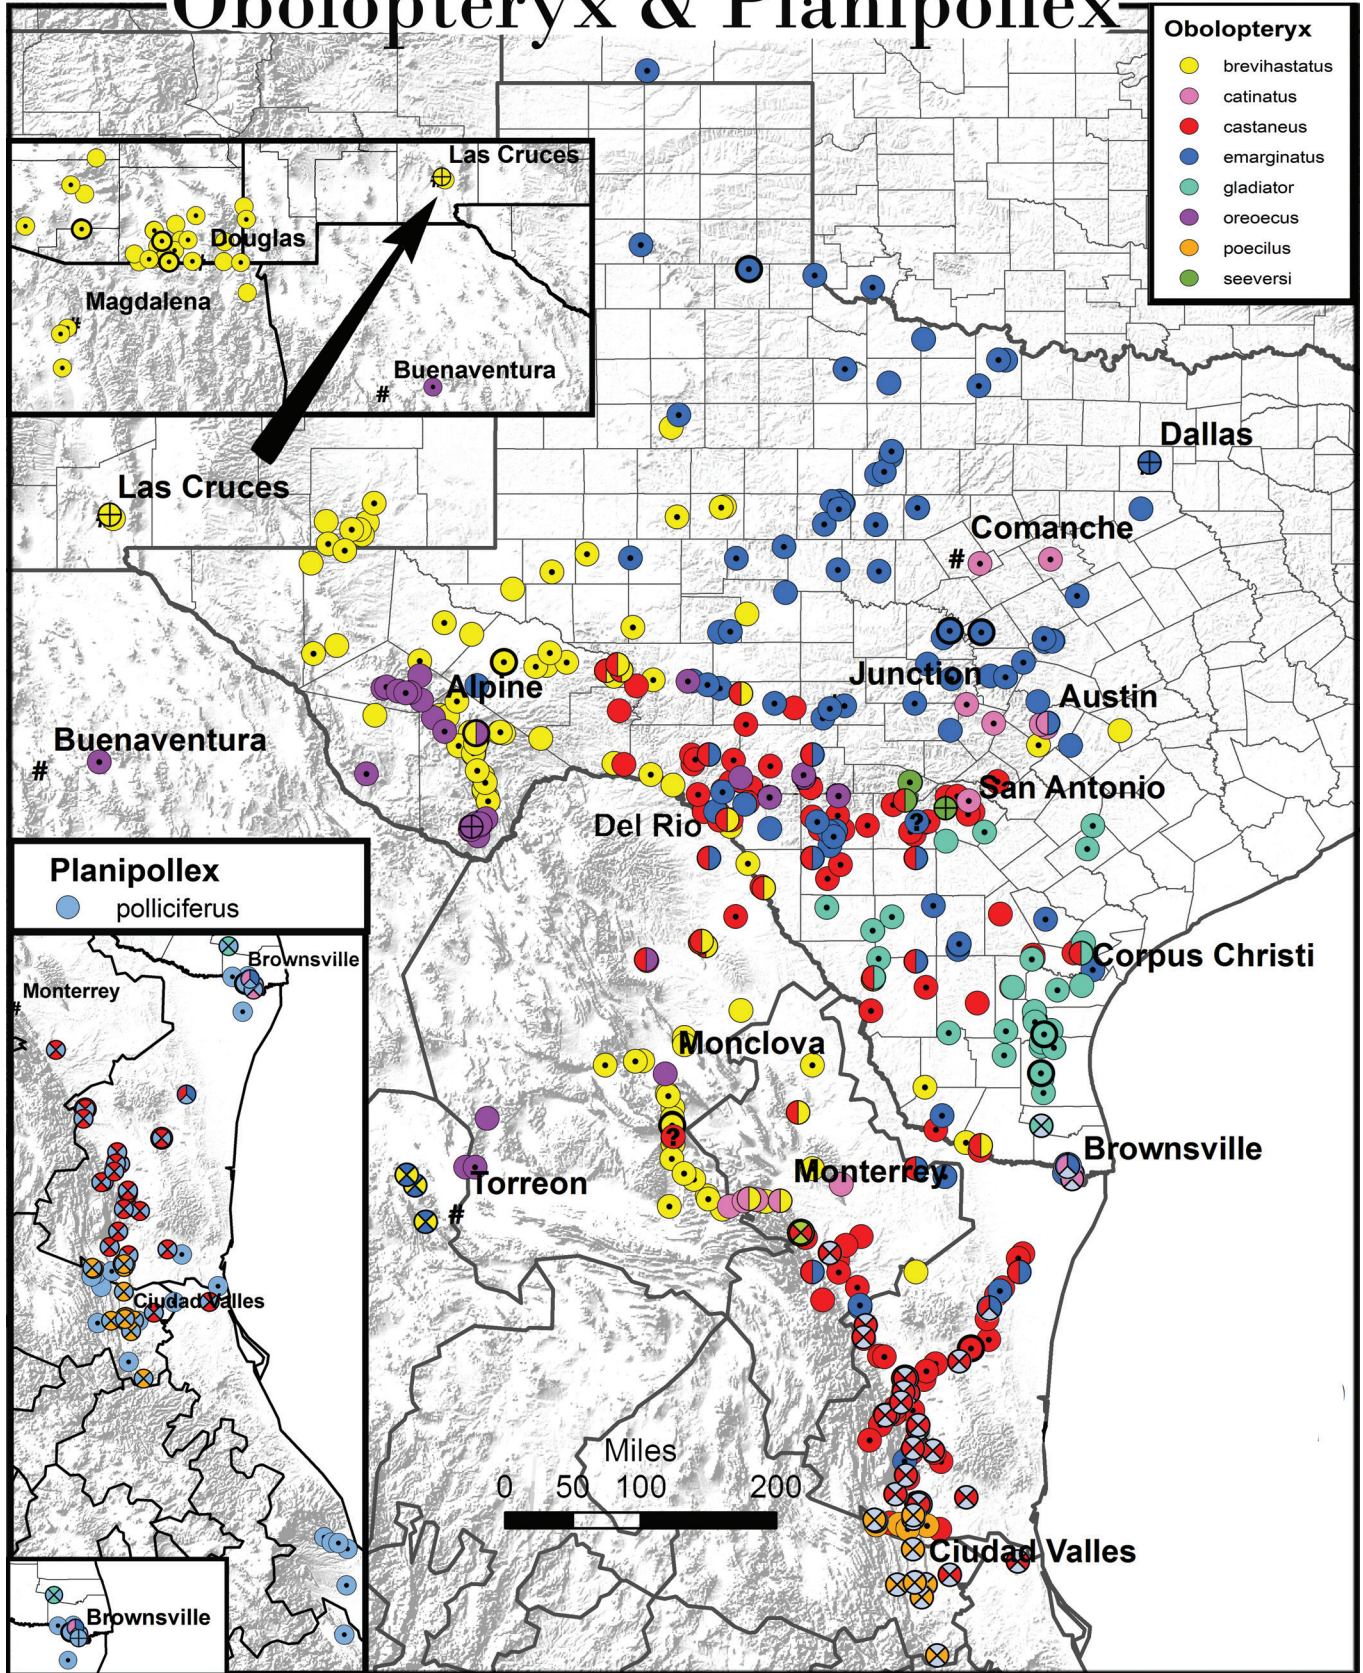 Obolopteryx & Planipollex
Obolopteryx
brevihastatus
catinatus
castaneus
emarginatus
gladiator
oreoecus
poecilus
seeversi
Las Cruces
Douglas
Magdalena
#
Buenaventura
#
Dallas
Las Cruces
Comanche
#
Junction
Alpine
Austin
Buenaventura
#
San Antonio
Del Rio
?
Planipollex
polliciferus
Brownsville
Monterrey
#
Corpus Christi
Monclova
?
Brownsville
Monterrey
Torreon
#
Ciudad Valles
Miles
0 50 100 200
Ciudad Valles
Brownsville